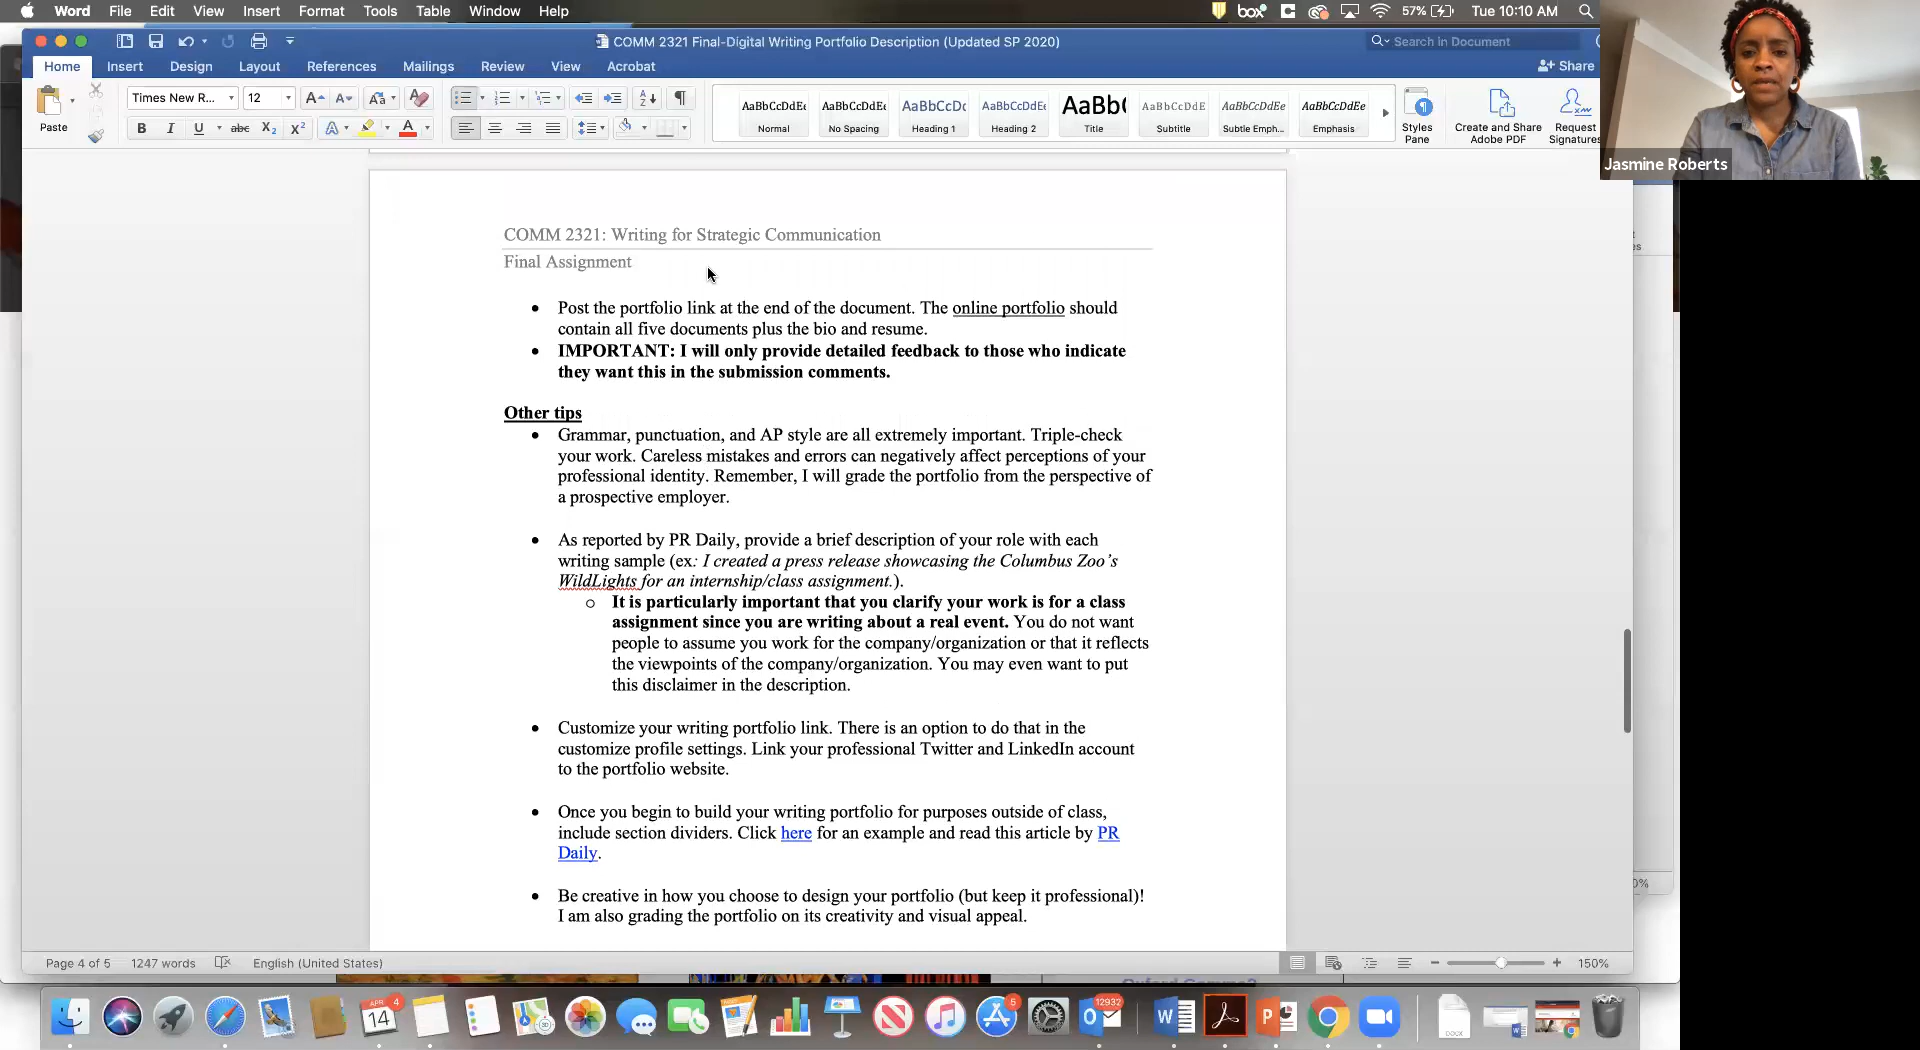 Word File Edit View Insert Format Tools Table Window Help
box 57% Tue 10:10 AM
COMM 2321 Final-Digital Writing Portfolio Description (Updated SP 2020)
Search in Document
Home Insert Design Layout References Mailings Review View Acrobat
Share
Paste
Times New R... 12
AaBbCcDdEe AaBbCcDdEe AaBbCcDc AaBbCcDdEe AaBb( AaBbCcDdE AaBbCcDdEe AaBbCcDdEe
Normal No Spacing Heading 1 Heading 2 Title Subtitle Subtle Emph... Emphasis
Styles Pane
Create and Share Adobe PDF
Request Signatures
Jasmine Roberts
COMM 2321: Writing for Strategic Communication
Final Assignment
• Post the portfolio link at the end of the document. The online portfolio should
contain all five documents plus the bio and resume.
• IMPORTANT: I will only provide detailed feedback to those who indicate
they want this in the submission comments.
Other tips
• Grammar, punctuation, and AP style are all extremely important. Triple-check
your work. Careless mistakes and errors can negatively affect perceptions of your
professional identity. Remember, I will grade the portfolio from the perspective of
a prospective employer.
• As reported by PR Daily, provide a brief description of your role with each
writing sample (ex: I created a press release showcasing the Columbus Zoo's
WildLights for an internship/class assignment.).
o It is particularly important that you clarify your work is for a class
assignment since you are writing about a real event. You do not want
people to assume you work for the company/organization or that it reflects
the viewpoints of the company/organization. You may even want to put
this disclaimer in the description.
• Customize your writing portfolio link. There is an option to do that in the
customize profile settings. Link your professional Twitter and LinkedIn account
to the portfolio website.
• Once you begin to build your writing portfolio for purposes outside of class,
include section dividers. Click here for an example and read this article by PR
Daily.
• Be creative in how you choose to design your portfolio (but keep it professional)!
I am also grading the portfolio on its creativity and visual appeal.
Page 4 of 5 1247 words English (United States) 150%
APR 4
14
5
12932
DOCX